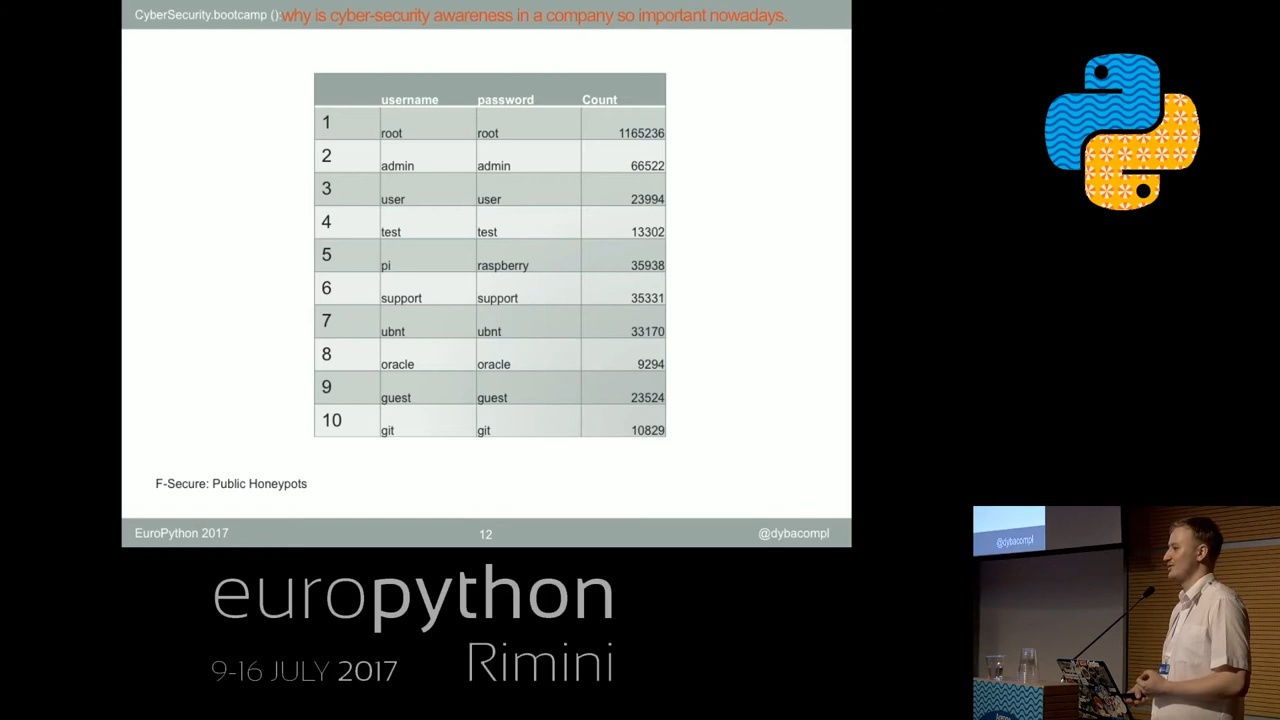 CyberSecurity.bootcamp ():why is cyber-security awareness in a company so important nowadays.
username password Count
1 root root 1165236
2 admin admin 66522
3 user user 23994
4 test test 13302
5 pi raspberry 35938
6 support support 35331
7 ubnt ubnt 33170
8 oracle oracle 9294
9 guest guest 23524
10 git git 10829
F-Secure: Public Honeypots
EuroPython 2017 12 @dybacompl
@dybacompl
europython
9-16 JULY 2017 Rimini